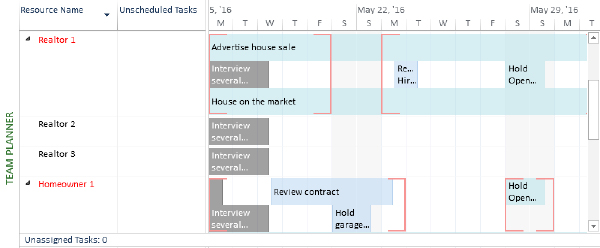 Resource Name Unscheduled Tasks 5, '16 May 22, '16 May 29, '16
M T W T F S S M T W T F S S M T
Realtor 1
Advertise house sale
Interview several...
Re... Hir...
Hold Open...
House on the market
Realtor 2
Interview several...
Realtor 3
Interview several...
Homeowner 1
Review contract
Hold Open...
Interview several...
Hold garage...
TEAM PLANNER
Unassigned Tasks: 0